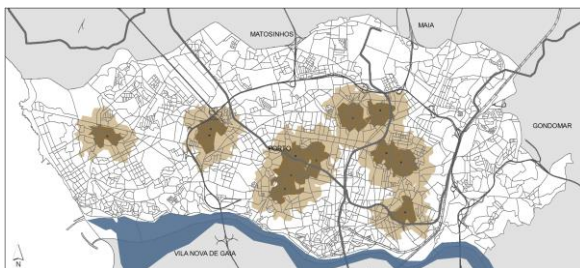 MAIA
MATOSINHOS
GONDOMAR
PORTO
VILA NOVA DE GAIA
N